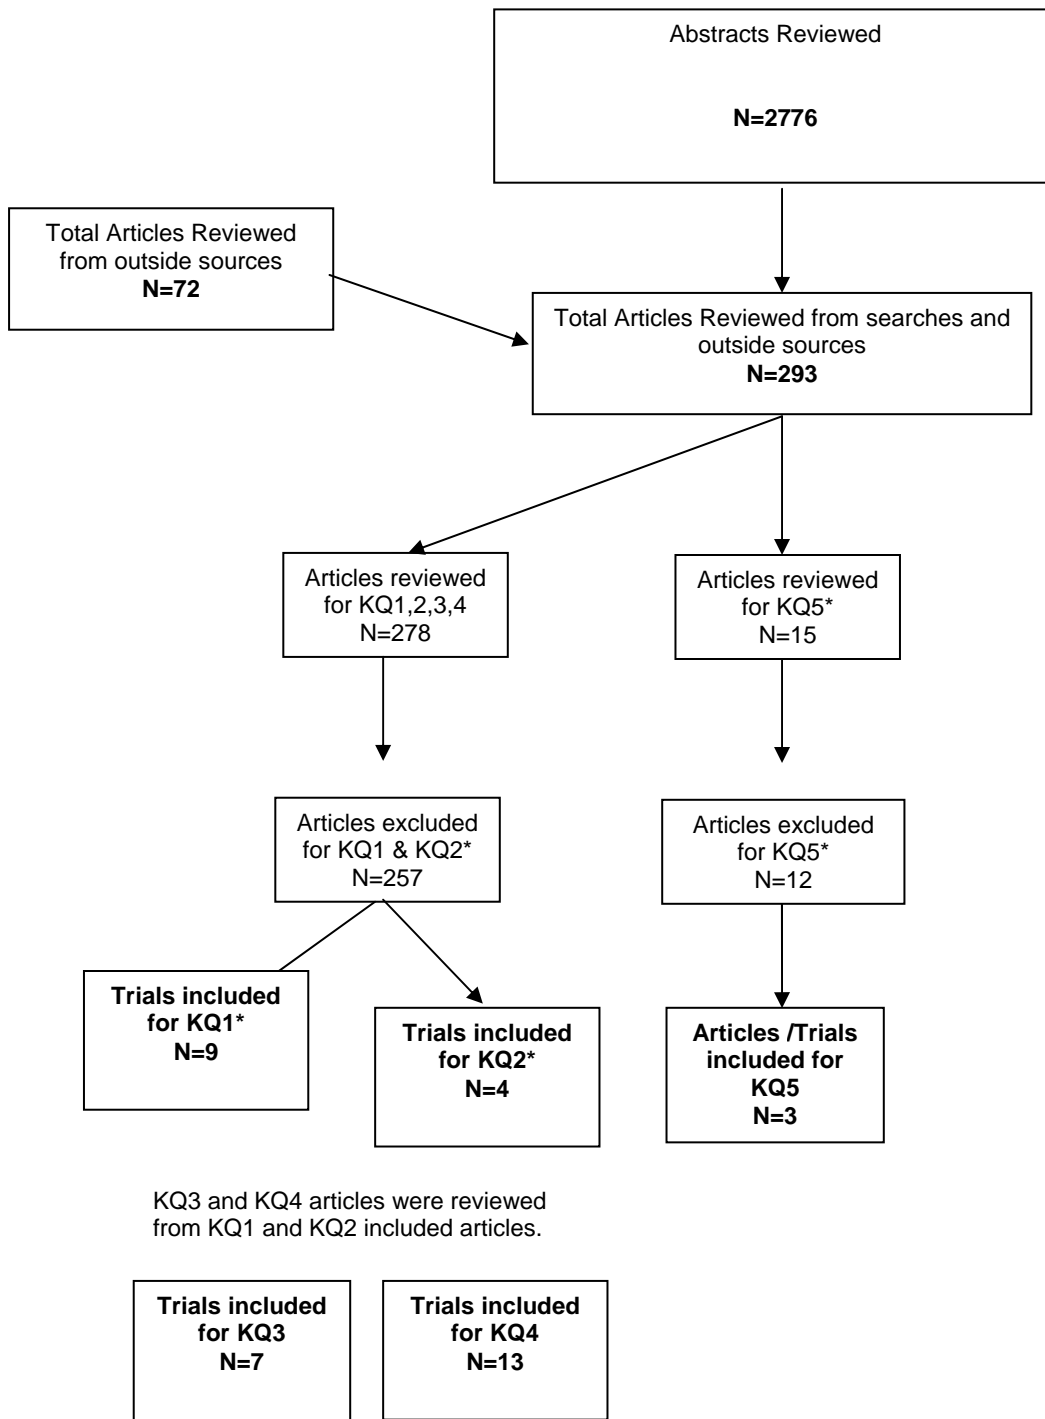 Abstracts Reviewed
N=2776
Total Articles Reviewed
from outside sources
N=72
Total Articles Reviewed from searches and
outside sources
N=293
Articles reviewed
for KQ1,2,3,4
N=278
Articles reviewed
for KQ5*
N=15
Articles excluded
for KQ1 & KQ2*
N=257
Articles excluded
for KQ5*
N=12
Trials included
for KQ1*
N=9
Trials included
for KQ2*
N=4
Articles /Trials
included for
KQ5
N=3
KQ3 and KQ4 articles were reviewed
from KQ1 and KQ2 included articles.
Trials included
for KQ3
N=7
Trials included
for KQ4
N=13